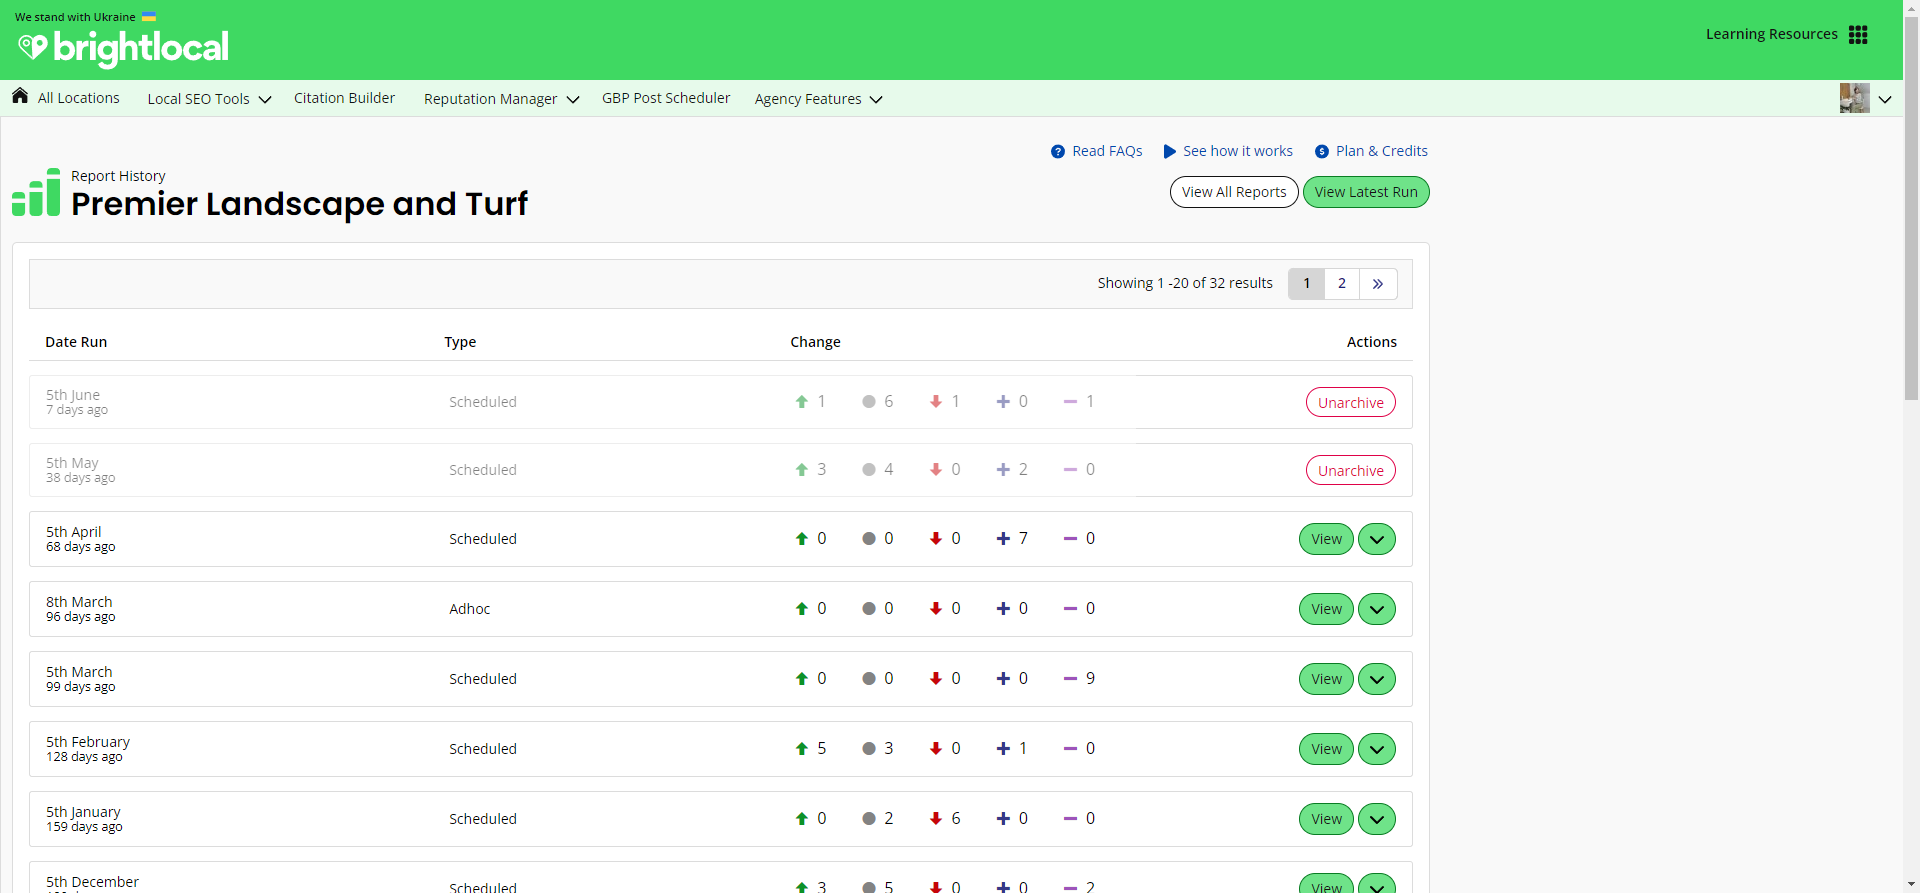 We stand with Ukraine
brightlocal
Learning Resources
All Locations Local SEO Tools Citation Builder Reputation Manager GBP Post Scheduler Agency Features
Read FAQs See how it works Plan & Credits
Report History
Premier Landscape and Turf
View All Reports View Latest Run
Showing 1 -20 of 32 results 1 2 »
Date Run Type Change Actions
5th June
7 days ago
Scheduled 1 6 1 0 1 Unarchive
5th May
38 days ago
Scheduled 3 4 0 2 0 Unarchive
5th April
68 days ago
Scheduled 0 0 0 7 0 View
8th March
96 days ago
Adhoc 0 0 0 0 0 View
5th March
99 days ago
Scheduled 0 0 0 0 9 View
5th February
128 days ago
Scheduled 5 3 0 1 0 View
5th January
159 days ago
Scheduled 0 2 6 0 0 View
5th December
Scheduled 3 5 0 0 2 View